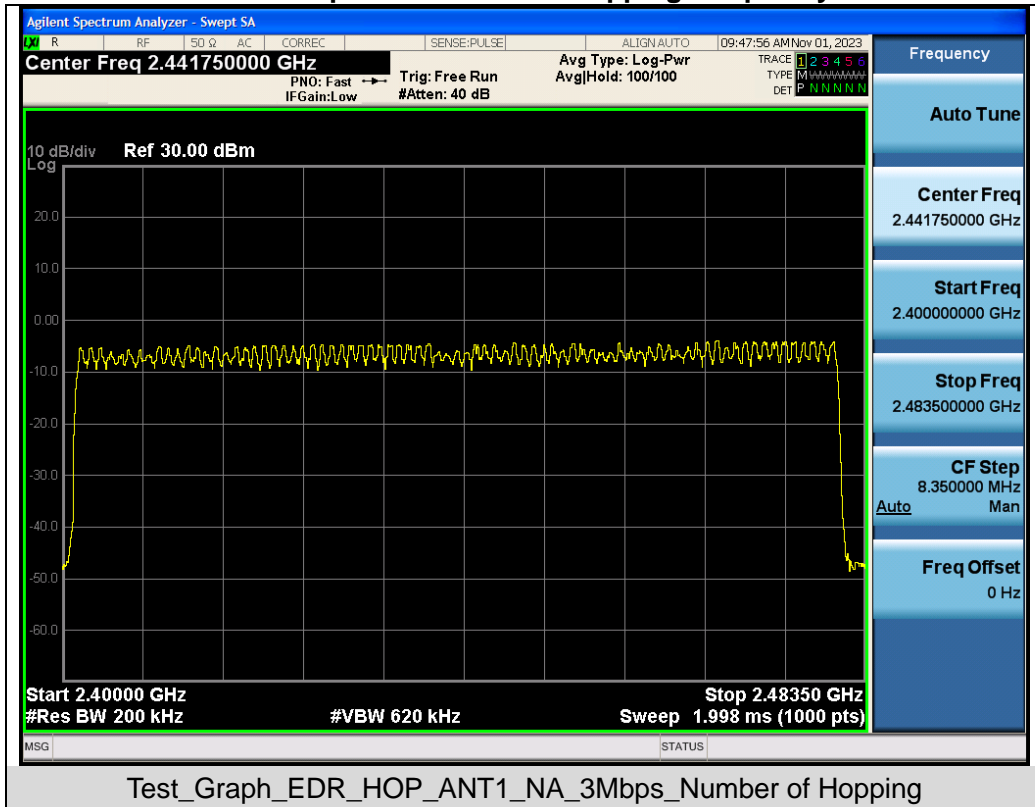 Agilent Spectrum Analyzer - Swept SA
LXI R RF 50 Ω AC CORREC SENSE:PULSE ALIGN AUTO 09:47:56 AM Nov 01, 2023
Center Freq 2.441750000 GHz
PNO: Fast
IFGain:Low
Trig: Free Run
#Atten: 40 dB
Avg Type: Log-Pwr
Avg|Hold: 100/100
TRACE 1 2 3 4 5 6
TYPE M
DET P N N N N N
10 dB/div Ref 30.00 dBm
Log
20.0
10.0
0.00
-10.0
-20.0
-30.0
-40.0
-50.0
-60.0
Start 2.40000 GHz Stop 2.48350 GHz
#Res BW 200 kHz #VBW 620 kHz Sweep 1.998 ms (1000 pts)
MSG STATUS
Frequency
Auto Tune
Center Freq
2.441750000 GHz
Start Freq
2.400000000 GHz
Stop Freq
2.483500000 GHz
CF Step
8.350000 MHz
Auto Man
Freq Offset
0 Hz
Test_Graph_EDR_HOP_ANT1_NA_3Mbps_Number of Hopping